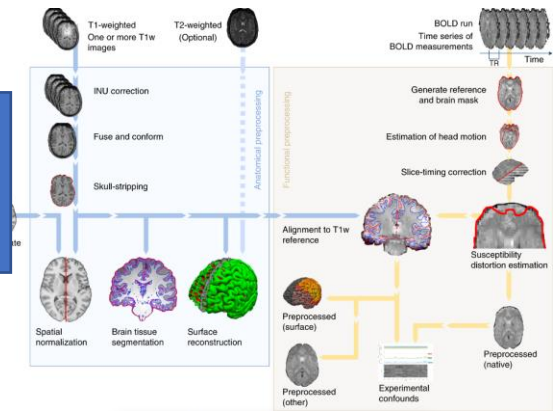 T1-weighted
One or more T1w
images
T2-weighted
(Optional)
INU correction
Fuse and conform
Skull-stripping
Anatomical preprocessing
Spatial
normalization
Brain tissue
segmentation
Surface
reconstruction
Functional preprocessing
BOLD run
Time series of
BOLD measurements
TR
Time
Generate reference
and brain mask
Estimation of head motion
Slice-timing correction
Alignment to T1w
reference
Susceptibility
distortion estimation
Preprocessed
(surface)
Preprocessed
(other)
Experimental
confounds
Preprocessed
(native)